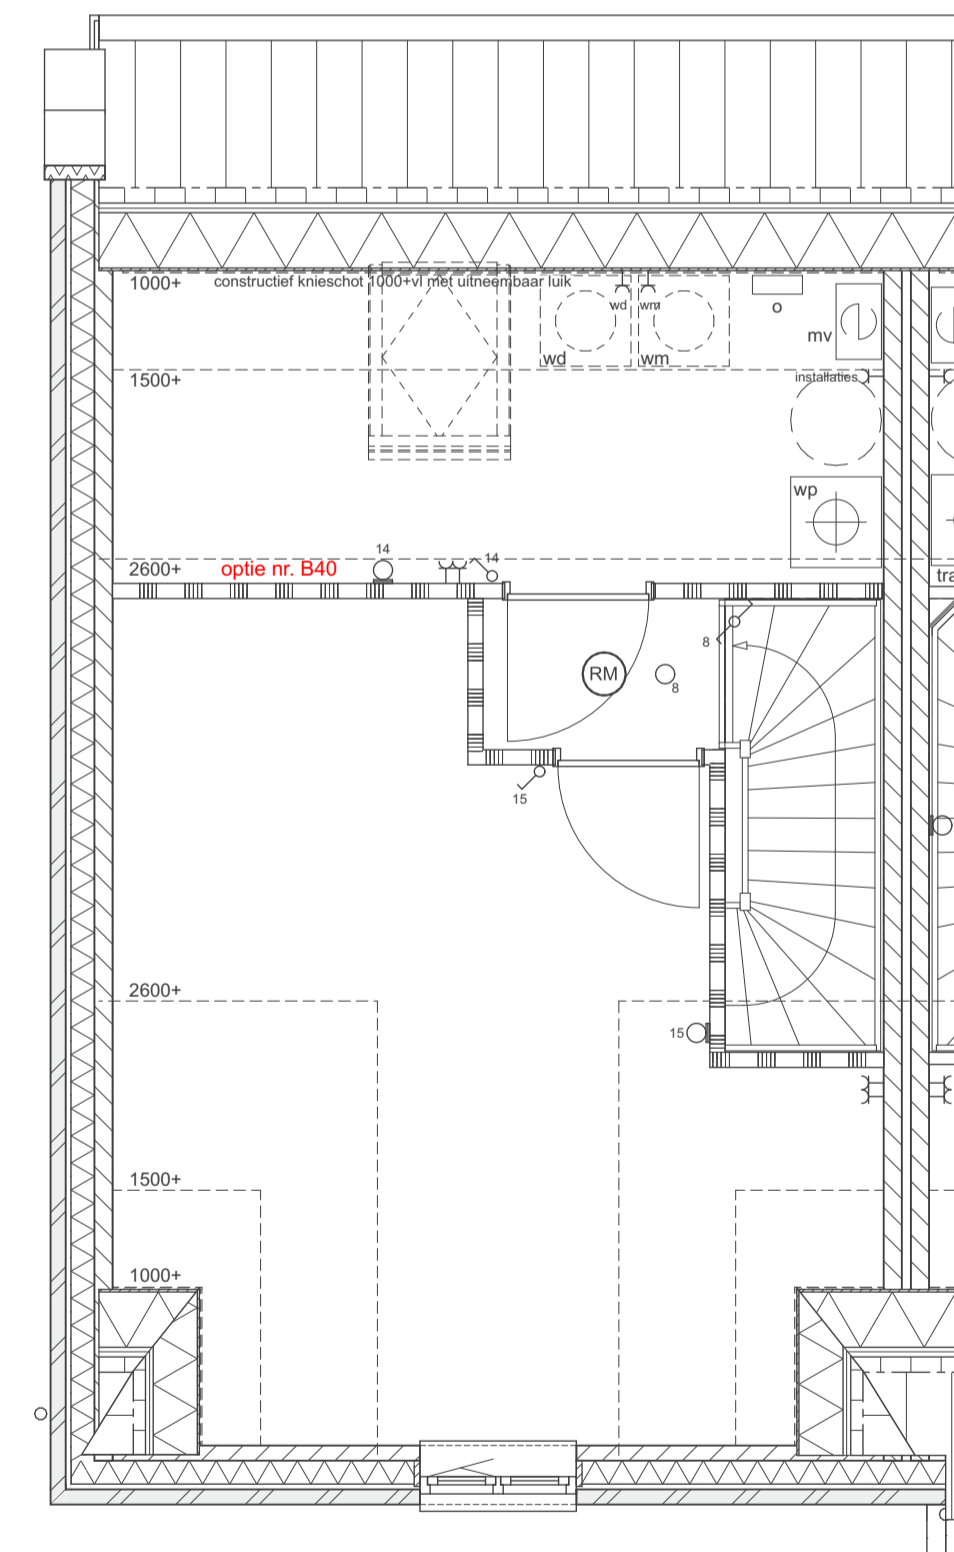 1000+
constructief knieschot 1000+vl met uitneembaar luik
wd
wm
o
mv
wd
wm
1500+
installaties
wp
14
14
2600+
optie nr. B40
tra
8
RM
8
15
2600+
15
1500+
1000+